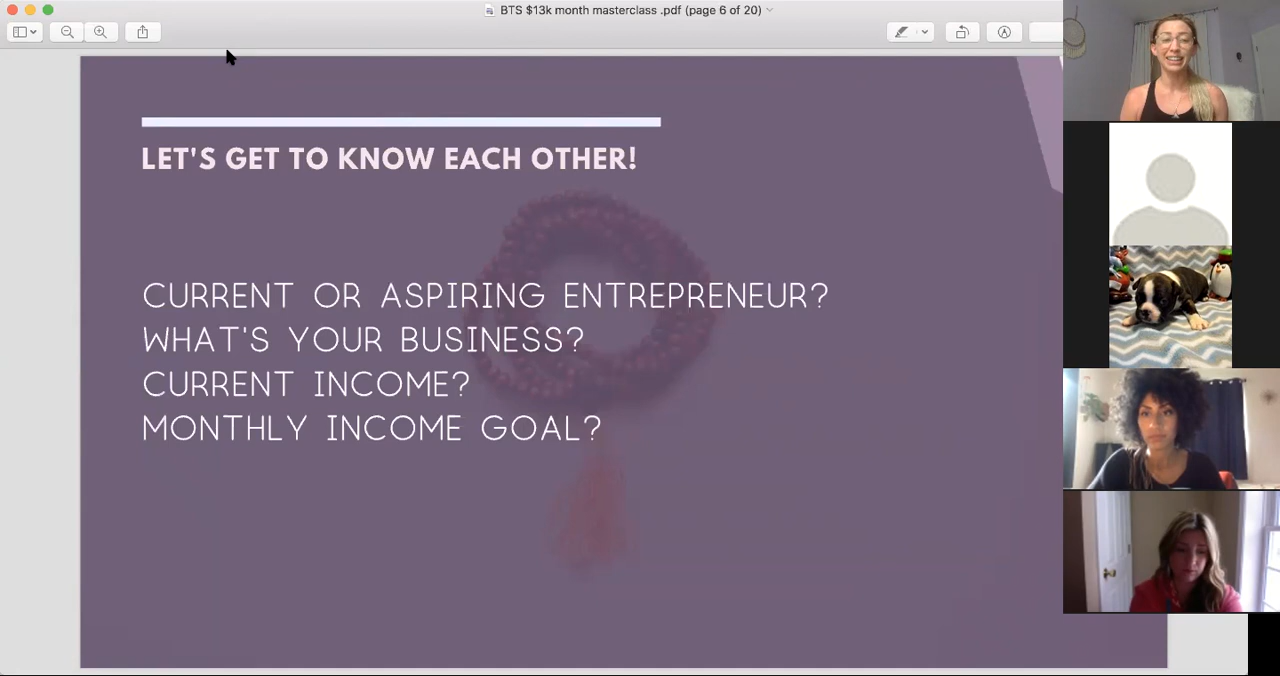 BTS $13k month masterclass .pdf (page 6 of 20)
LET'S GET TO KNOW EACH OTHER!
CURRENT OR ASPIRING ENTREPRENEUR?
WHAT'S YOUR BUSINESS?
CURRENT INCOME?
MONTHLY INCOME GOAL?